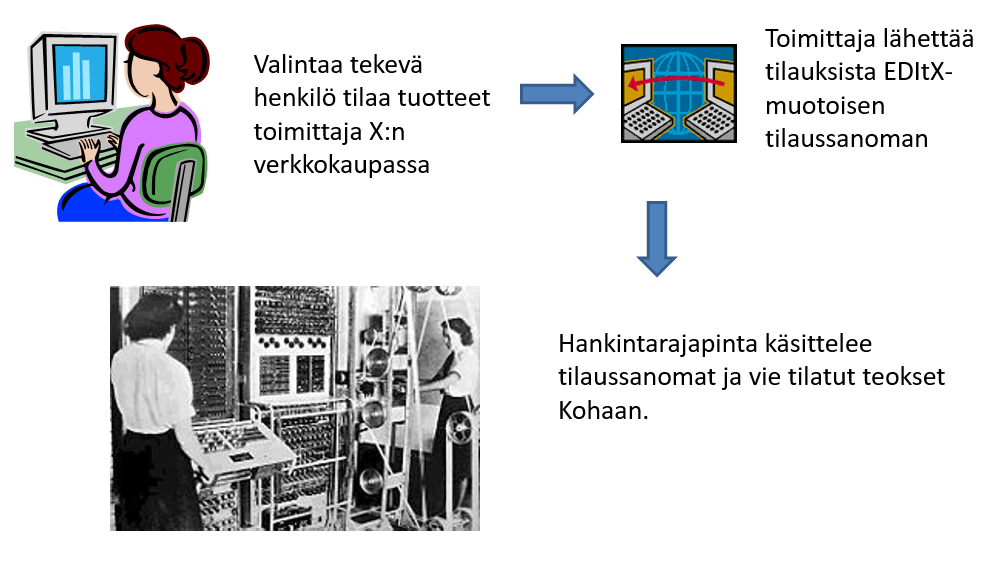 Valintaa tekevä
henkilö tilaa tuotteet
toimittaja X:n
verkkokaupassa
Toimittaja lähettää
tilauksista EDItX-
muotoisen
tilaussanoman
Hankintarajapinta käsittelee
tilaussanomat ja vie tilatut teokset
Kohaan.